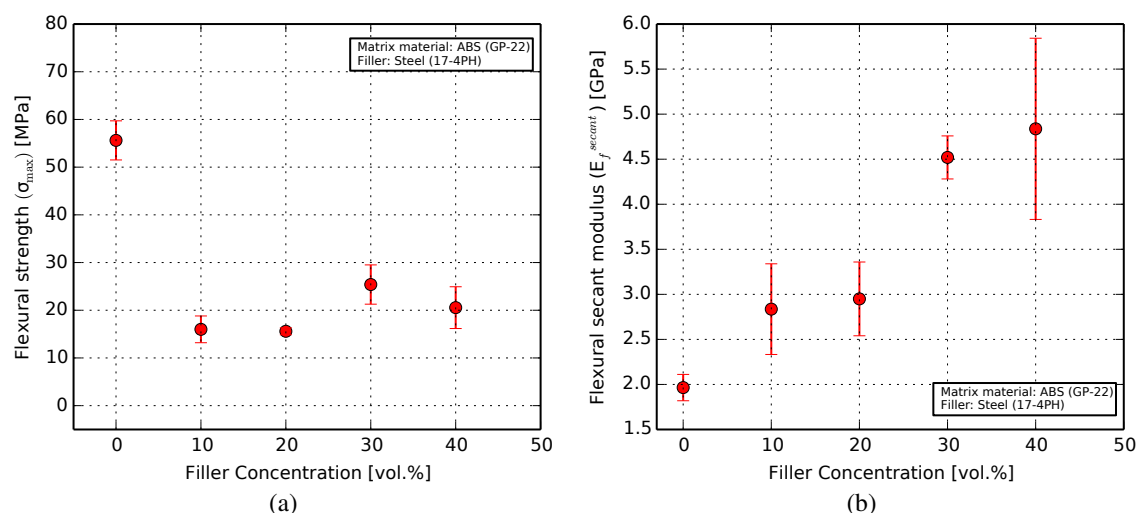 80
70
60
50
40
30
20
10
0
Flexural strength (σmax) [MPa]
Matrix material: ABS (GP-22)
Filler: Steel (17-4PH)
0 10 20 30 40 50
Filler Concentration [vol.%]
(a)
6.0
5.5
5.0
4.5
4.0
3.5
3.0
2.5
2.0
1.5
Flexural secant modulus (E_f^secant) [GPa]
Matrix material: ABS (GP-22)
Filler: Steel (17-4PH)
0 10 20 30 40 50
Filler Concentration [vol.%]
(b)